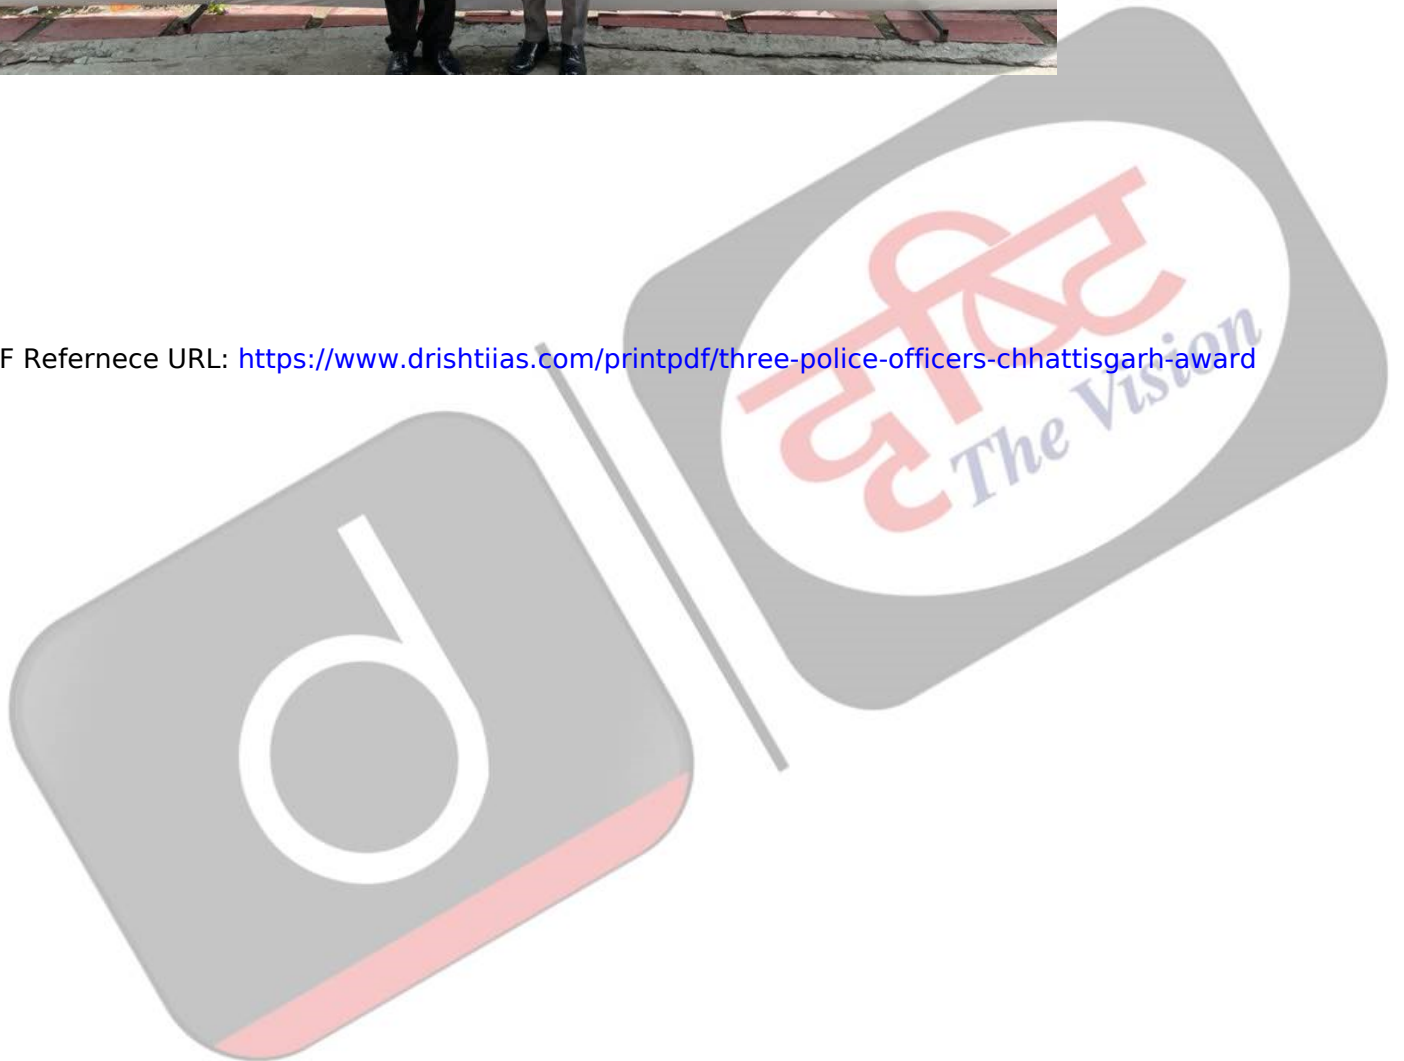 F Refernece URL: https://www.drishtiias.com/printpdf/three-police-officers-chhattisgarh-award
दृष्टि
The Vision
d